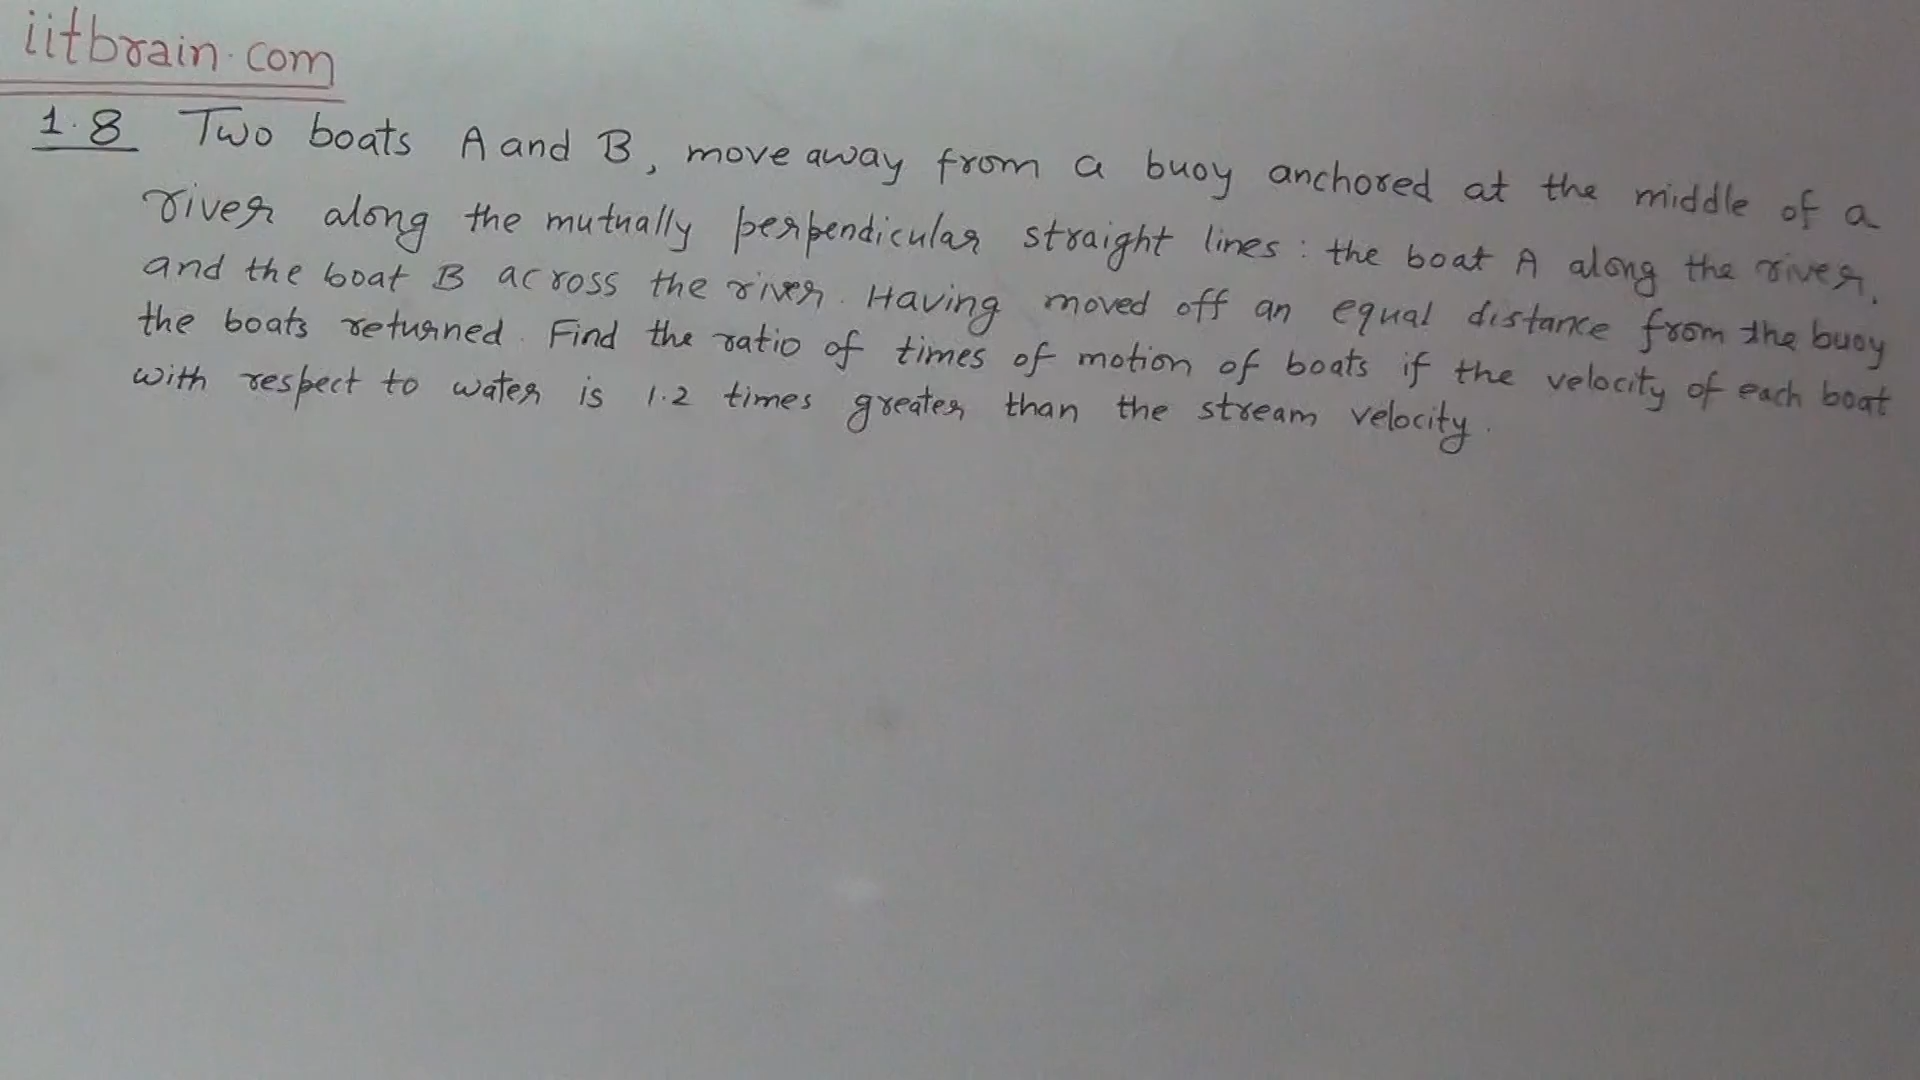 iitbrain.com
1.8 Two boats A and B, move away from a buoy anchored at the middle of a
river along the mutually perpendicular straight lines : the boat A along the river,
and the boat B across the river. Having moved off an equal distance from the buoy
the boats returned. Find the ratio of times of motion of boats if the velocity of each boat
with respect to water is 1.2 times greater than the stream velocity.